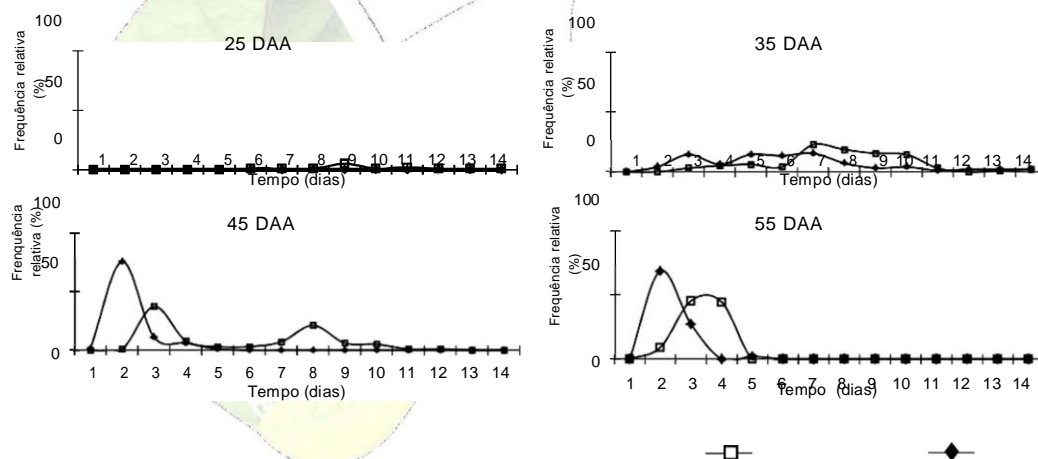 25 DAA
Frequência relativa
(%)
100
50
0
1 2 3 4 5 6 7 8 9 10 11 12 13 14
Tempo (dias)
35 DAA
Frequência relativa
(%)
100
50
0
1 2 3 4 5 6 7 8 9 10 11 12 13 14
Tempo (dias)
45 DAA
Frenquência
relativa (%)
100
50
0
1 2 3 4 5 6 7 8 9 10 11 12 13 14
Tempo (dias)
55 DAA
Frequência relativa
(%)
100
50
0
1 2 3 4 5 6 7 8 9 10 11 12 13 14
Tempo (dias)